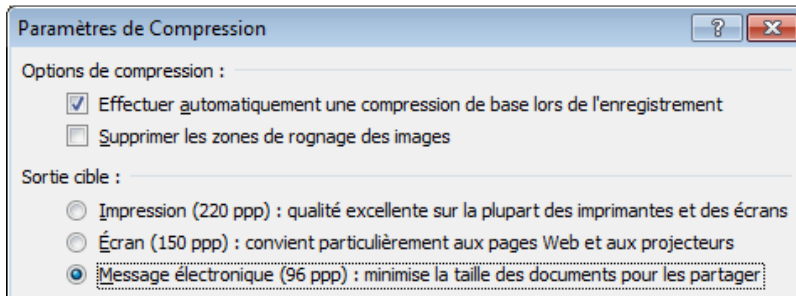 Paramètres de Compression
Options de compression :
Effectuer automatiquement une compression de base lors de l'enregistrement
Supprimer les zones de rognage des images
Sortie cible :
Impression (220 ppp) : qualité excellente sur la plupart des imprimantes et des écrans
Écran (150 ppp) : convient particulièrement aux pages Web et aux projecteurs
Message électronique (96 ppp) : minimise la taille des documents pour les partager